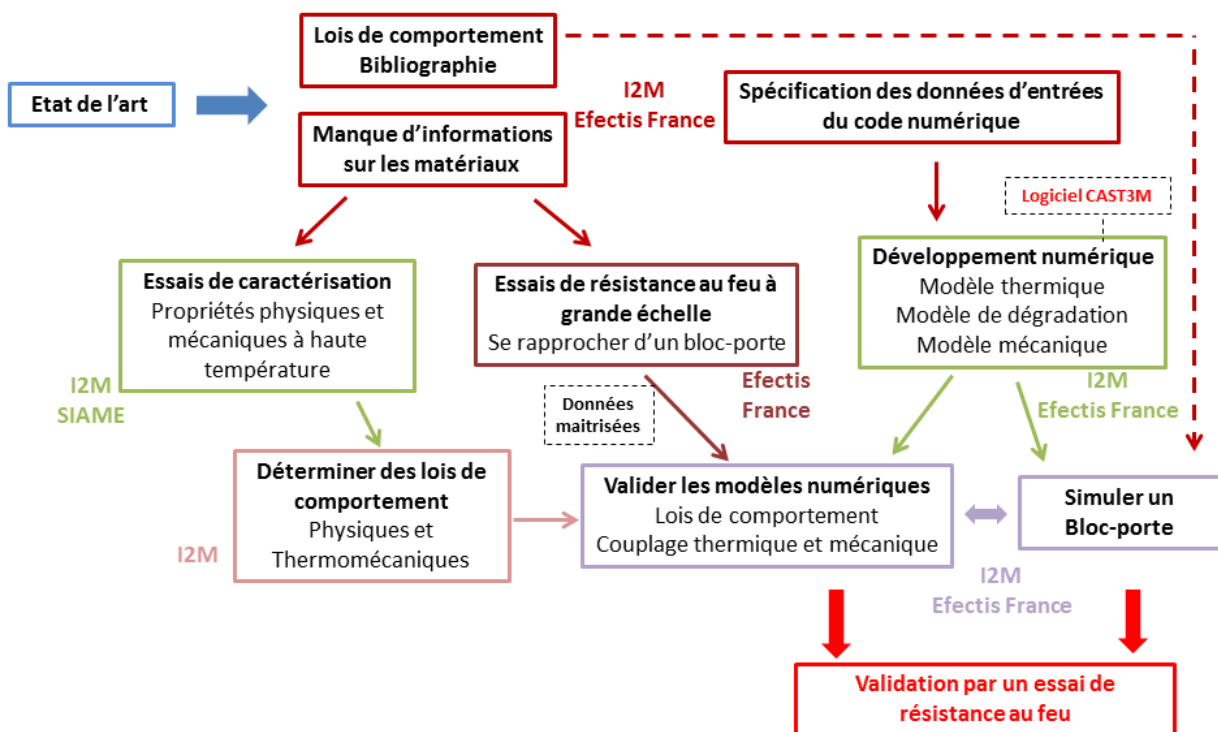 Lois de comportement
Bibliographie
Etat de l'art
I2M
Efectis France
Spécification des données d'entrées
du code numérique
Manque d'informations
sur les matériaux
Logiciel CAST3M
Essais de caractérisation
Propriétés physiques et
mécaniques à haute
température
I2M
SIAME
Essais de résistance au feu à
grande échelle
Se rapprocher d'un bloc-porte
Efectis
France
Données
maitrisées
Développement numérique
Modèle thermique
Modèle de dégradation
Modèle mécanique
I2M
Efectis France
Déterminer des lois de
comportement
Physiques et
Thermomécaniques
I2M
Valider les modèles numériques
Lois de comportement
Couplage thermique et mécanique
Simuler un
Bloc-porte
I2M
Efectis France
Validation par un essai de
résistance au feu